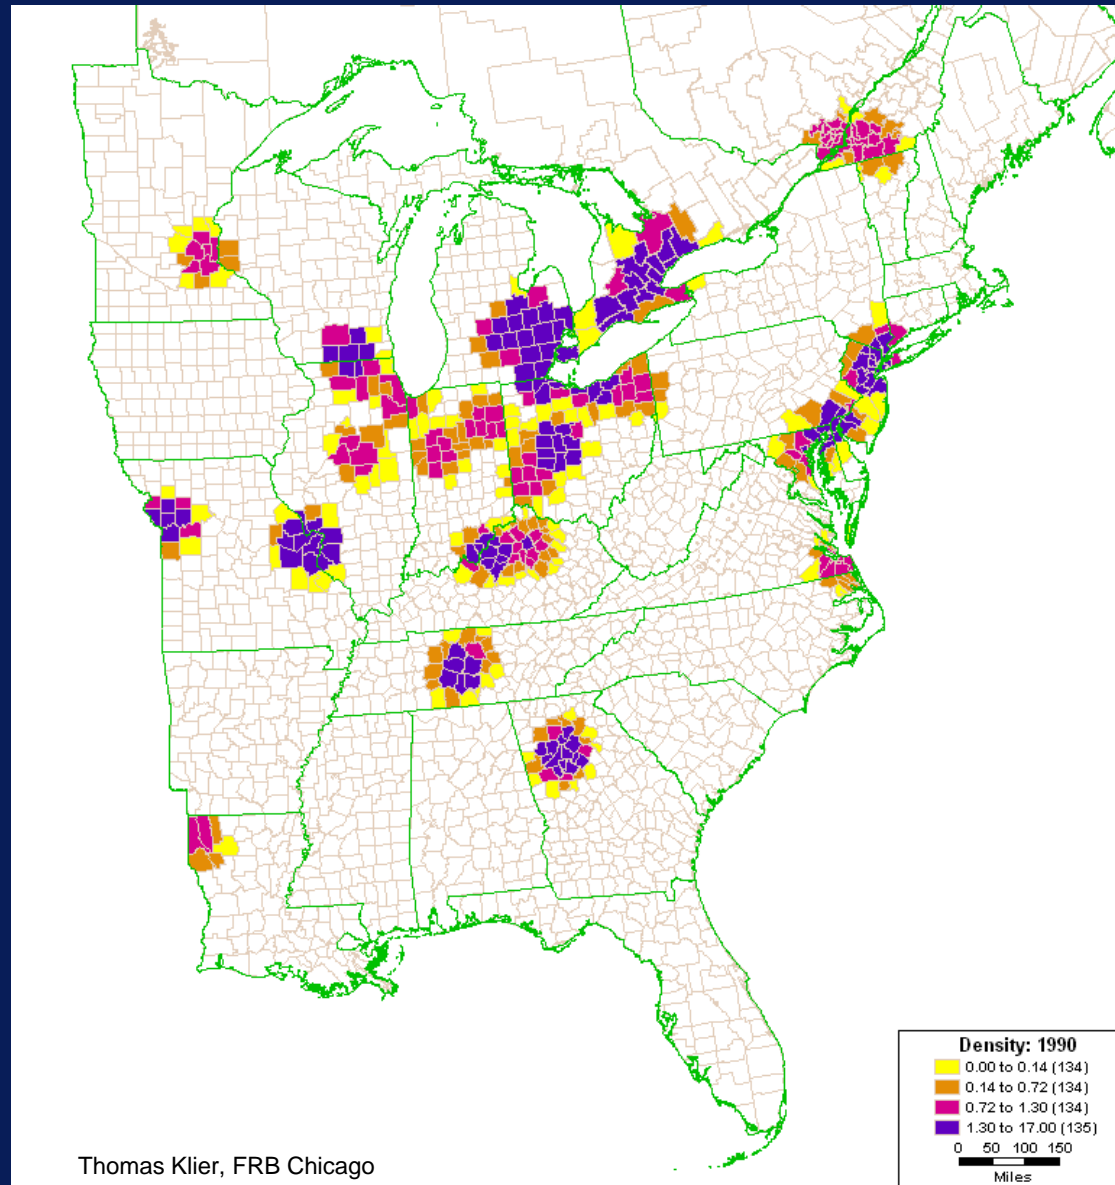 Density: 1990
0.00 to 0.14 (134)
0.14 to 0.72 (134)
0.72 to 1.30 (134)
1.30 to 17.00 (135)
0 50 100 150
Miles
Thomas Klier, FRB Chicago